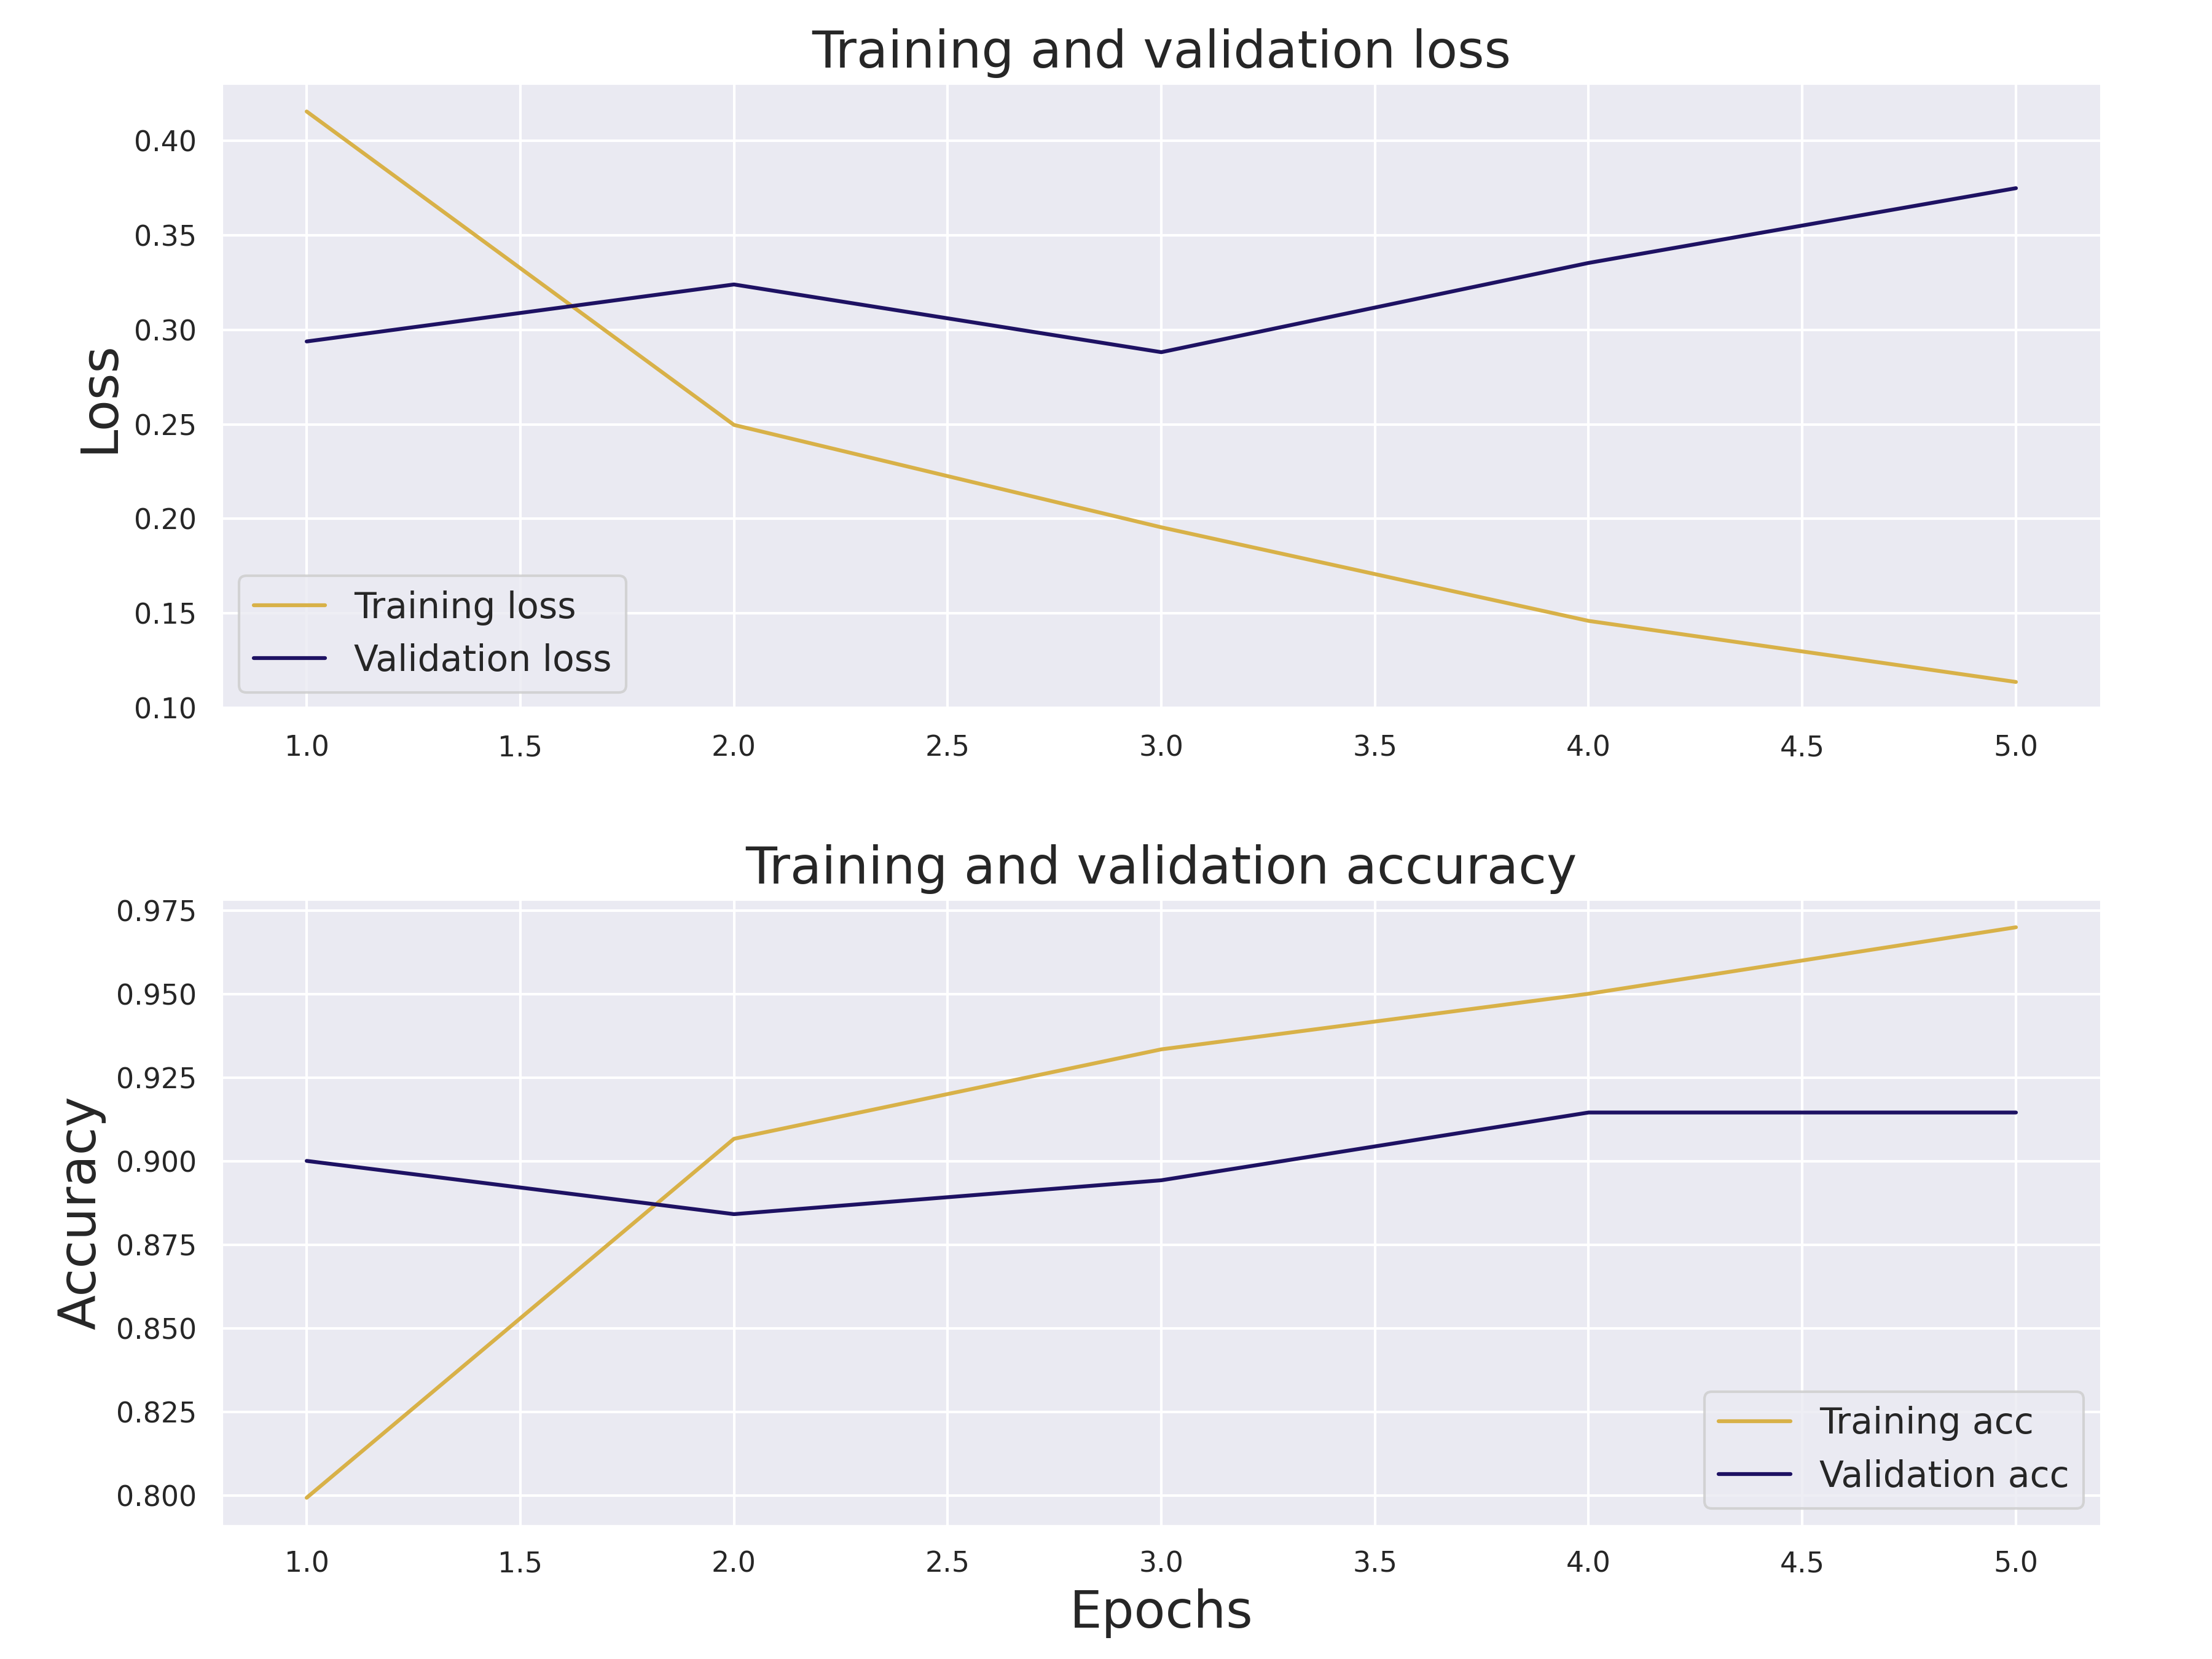 Training and validation loss
Loss
0.40
0.35
0.30
0.25
0.20
0.15
0.10
Training loss
Validation loss
1.0 1.5 2.0 2.5 3.0 3.5 4.0 4.5 5.0
Training and validation accuracy
Accuracy
0.975
0.950
0.925
0.900
0.875
0.850
0.825
0.800
Training acc
Validation acc
1.0 1.5 2.0 2.5 3.0 3.5 4.0 4.5 5.0
Epochs